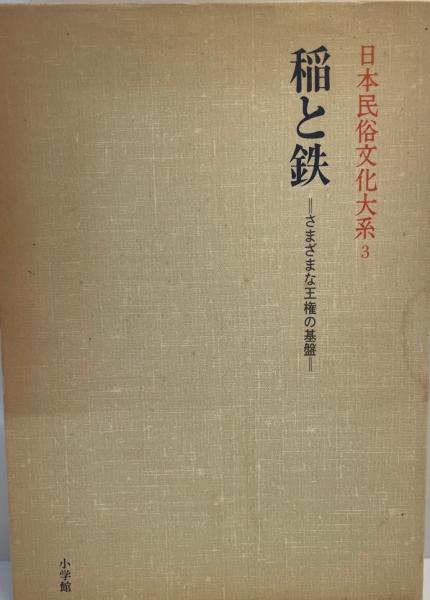 日本民俗文化大系3
稲と鉄
＝さまざまな王権の基盤＝
小学館